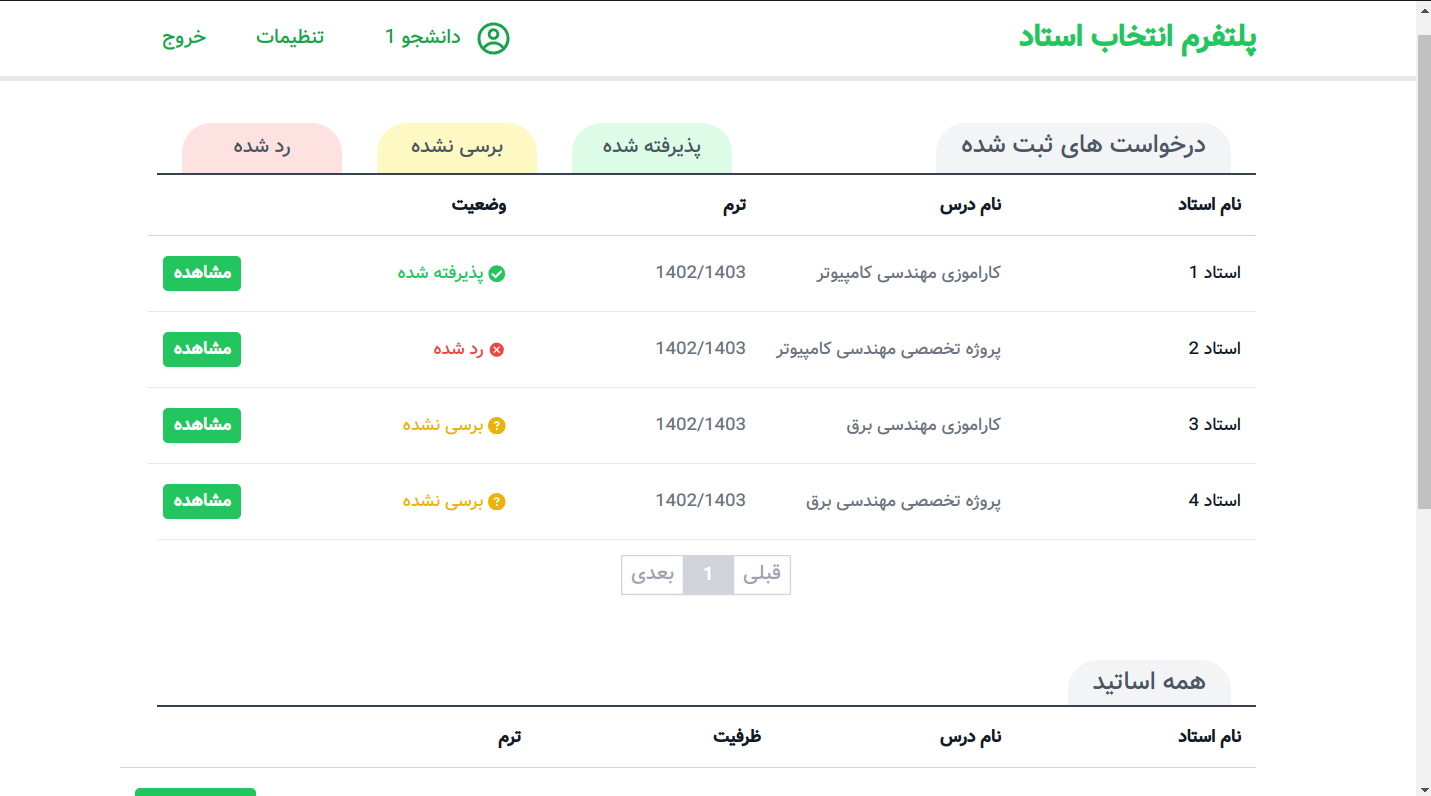 پلتفرم انتخاب استاد دانشجو 1 تنظیمات خروج
درخواست های ثبت شده پذیرفته شده برسی نشده رد شده
نام استاد نام درس ترم وضعیت
استاد 1 کاراموزی مهندسی کامپیوتر 1402/1403 پذیرفته شده مشاهده
استاد 2 پروژه تخصصی مهندسی کامپیوتر 1402/1403 رد شده مشاهده
استاد 3 کاراموزی مهندسی برق 1402/1403 برسی نشده مشاهده
استاد 4 پروژه تخصصی مهندسی برق 1402/1403 برسی نشده مشاهده
قبلی 1 بعدی
همه اساتید
نام استاد نام درس ظرفیت ترم